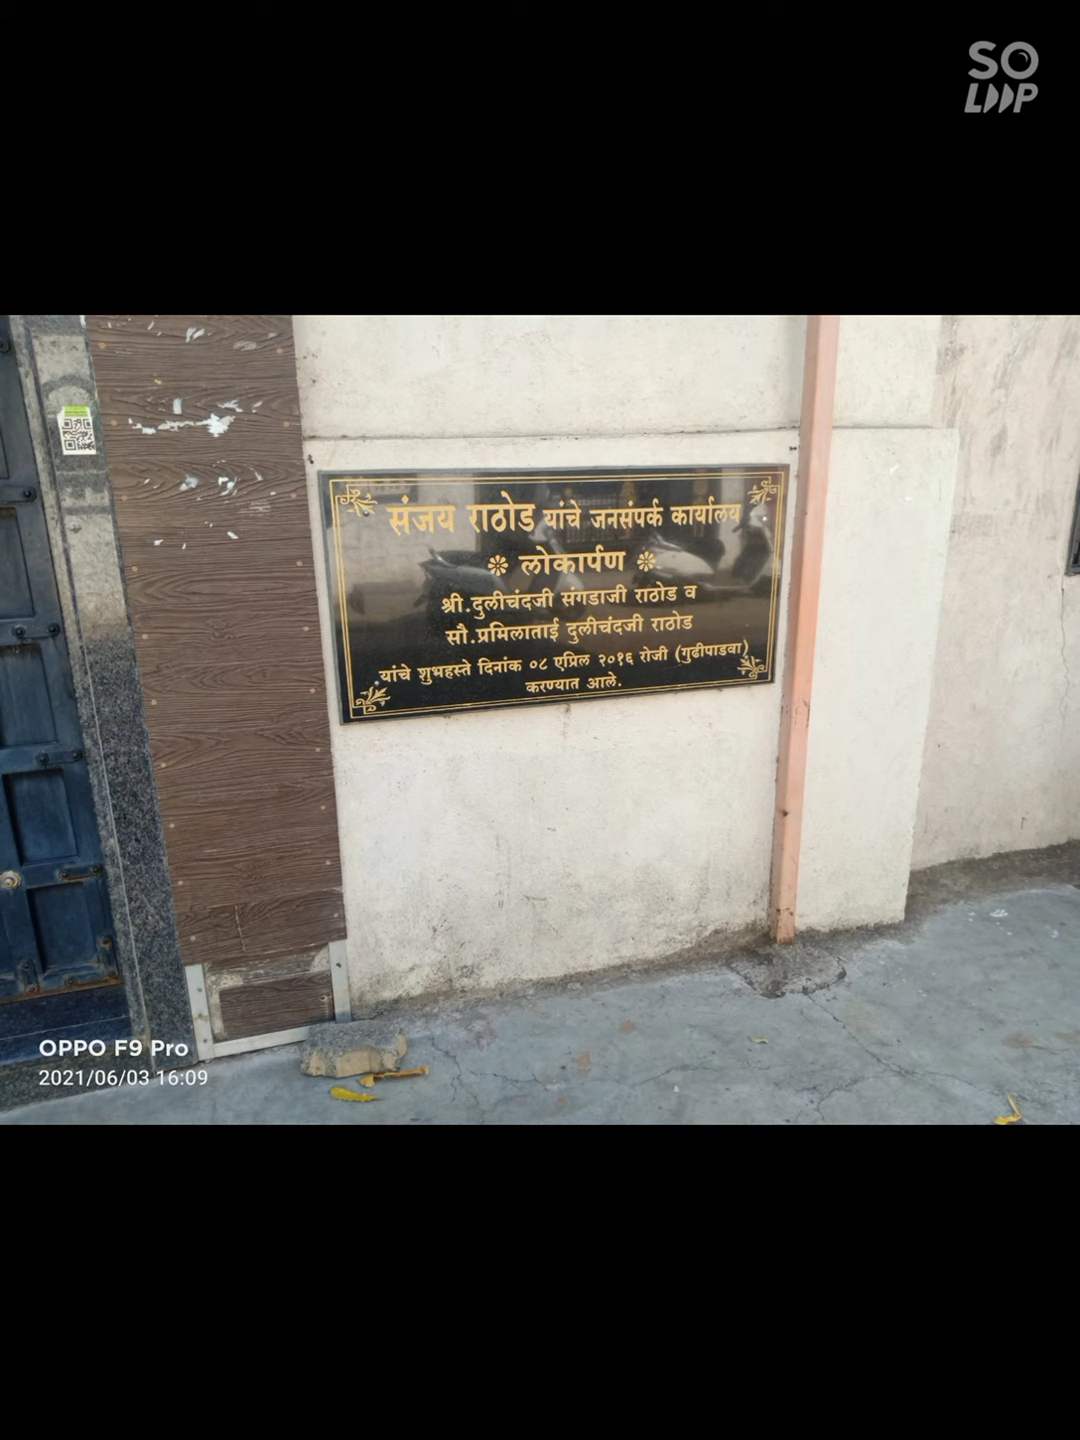 SO
LOOP
संजय राठोड यांचे जनसंपर्क कार्यालय
लोकार्पण
श्री.दुलीचंदजी संगडाजी राठोड व
सौ.प्रमिलाताई दुलीचंदजी राठोड
यांचे शुभहस्ते दिनांक ०८ एप्रिल २०१६ रोजी (गुढीपाडवा)
करण्यात आले.
OPPO F9 Pro
2021/06/03 16:09